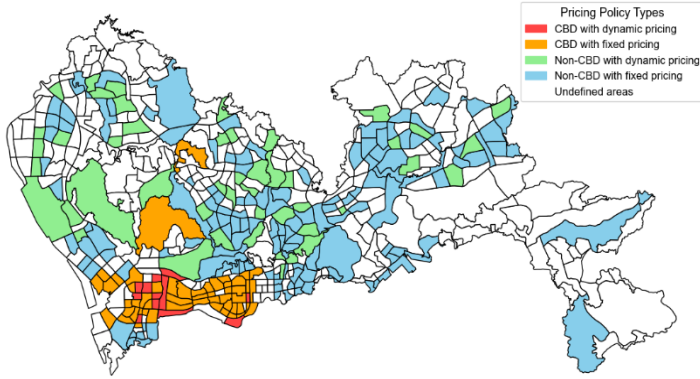 Pricing Policy Types
CBD with dynamic pricing
CBD with fixed pricing
Non-CBD with dynamic pricing
Non-CBD with fixed pricing
Undefined areas